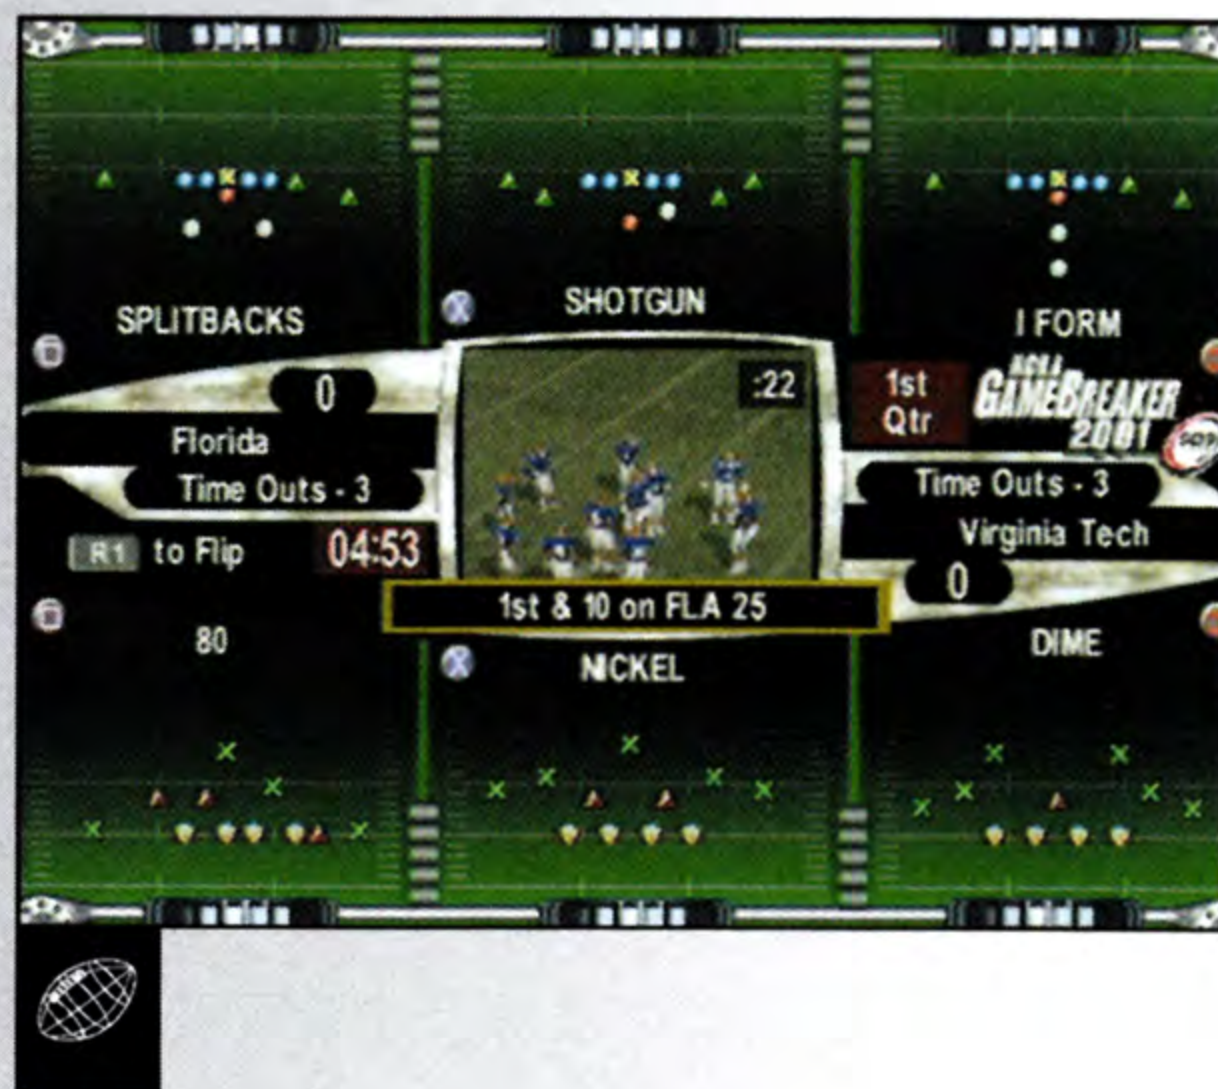 SPLITBACKS
SHOTGUN
I FORM
0
:22
1st
Qtr
NCAA
GAMEBREAKER
2001
Florida
Time Outs - 3
Time Outs - 3
Virginia Tech
R1 to Flip
04:53
0
1st & 10 on FLA 25
80
NICKEL
DIME